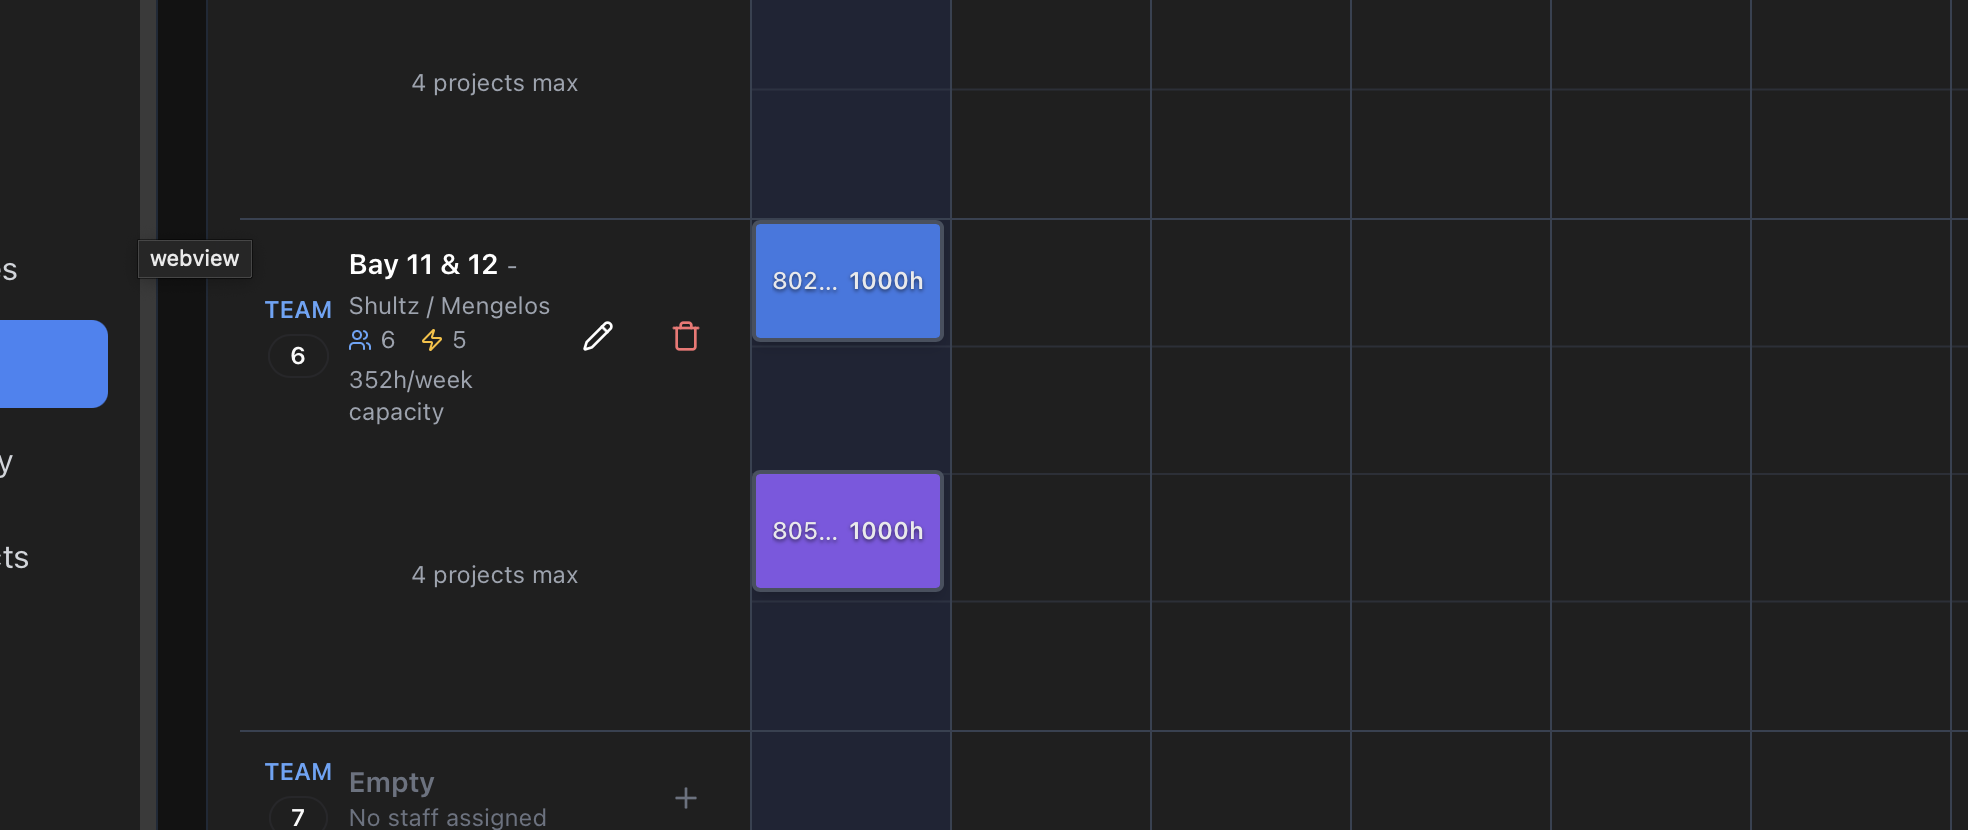 4 projects max
s
webview
Bay 11 & 12 -
TEAM
Shultz / Mengelos
6
6 5
352h/week
capacity
802... 1000h
y
cts
805... 1000h
4 projects max
TEAM
Empty
7
No staff assigned